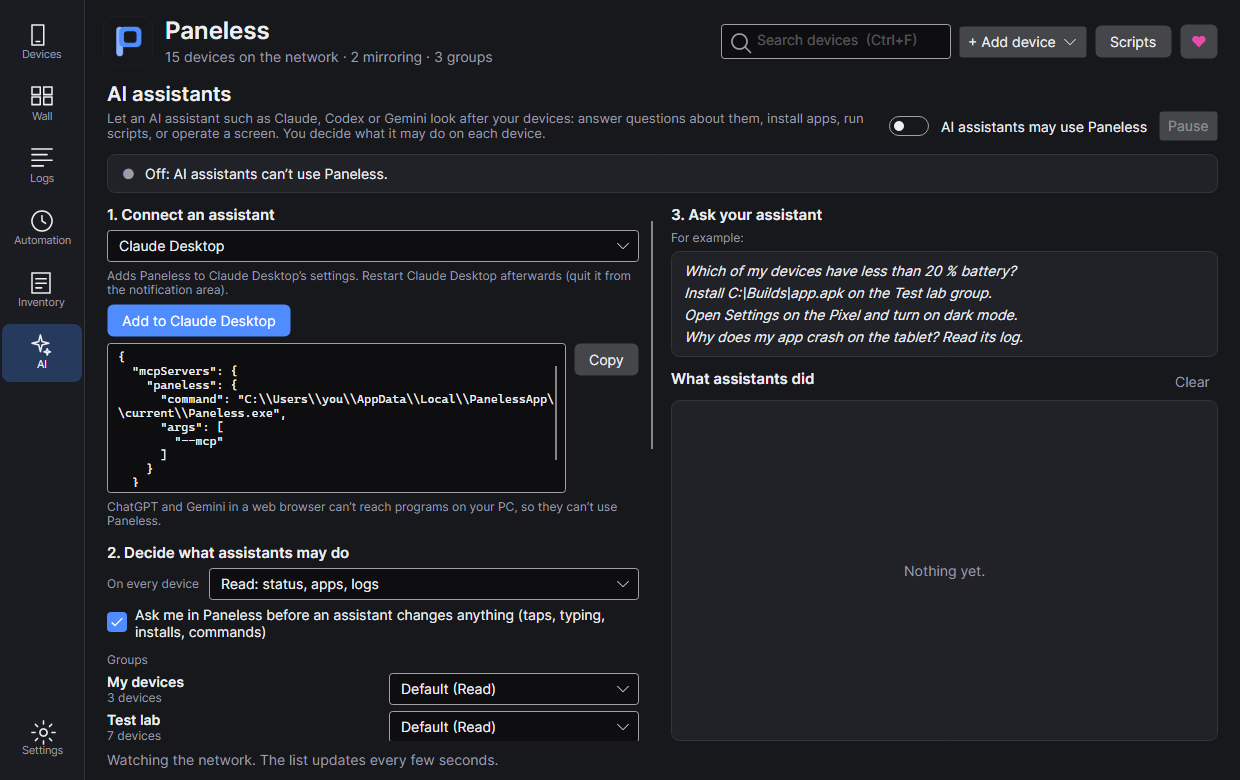 Devices
Wall
Logs
Automation
Inventory
AI
Settings
Paneless
15 devices on the network · 2 mirroring · 3 groups
Search devices (Ctrl+F)
+ Add device
Scripts
AI assistants
Let an AI assistant such as Claude, Codex or Gemini look after your devices: answer questions about them, install apps, run
scripts, or operate a screen. You decide what it may do on each device.
AI assistants may use Paneless
Pause
Off: AI assistants can’t use Paneless.
1. Connect an assistant
Claude Desktop
Adds Paneless to Claude Desktop’s settings. Restart Claude Desktop afterwards (quit it from
the notification area).
Add to Claude Desktop
{
  "mcpServers": {
    "paneless": {
      "command": "C:\\Users\\you\\AppData\\Local\\PanelessApp\
\current\\Paneless.exe",
      "args": [
        "--mcp"
      ]
    }
  }
Copy
ChatGPT and Gemini in a web browser can’t reach programs on your PC, so they can’t use
Paneless.
2. Decide what assistants may do
On every device
Read: status, apps, logs
Ask me in Paneless before an assistant changes anything (taps, typing,
installs, commands)
Groups
My devices
3 devices
Default (Read)
Test lab
7 devices
Default (Read)
3. Ask your assistant
For example:
Which of my devices have less than 20 % battery?
Install C:\Builds\app.apk on the Test lab group.
Open Settings on the Pixel and turn on dark mode.
Why does my app crash on the tablet? Read its log.
What assistants did
Clear
Nothing yet.
Watching the network. The list updates every few seconds.